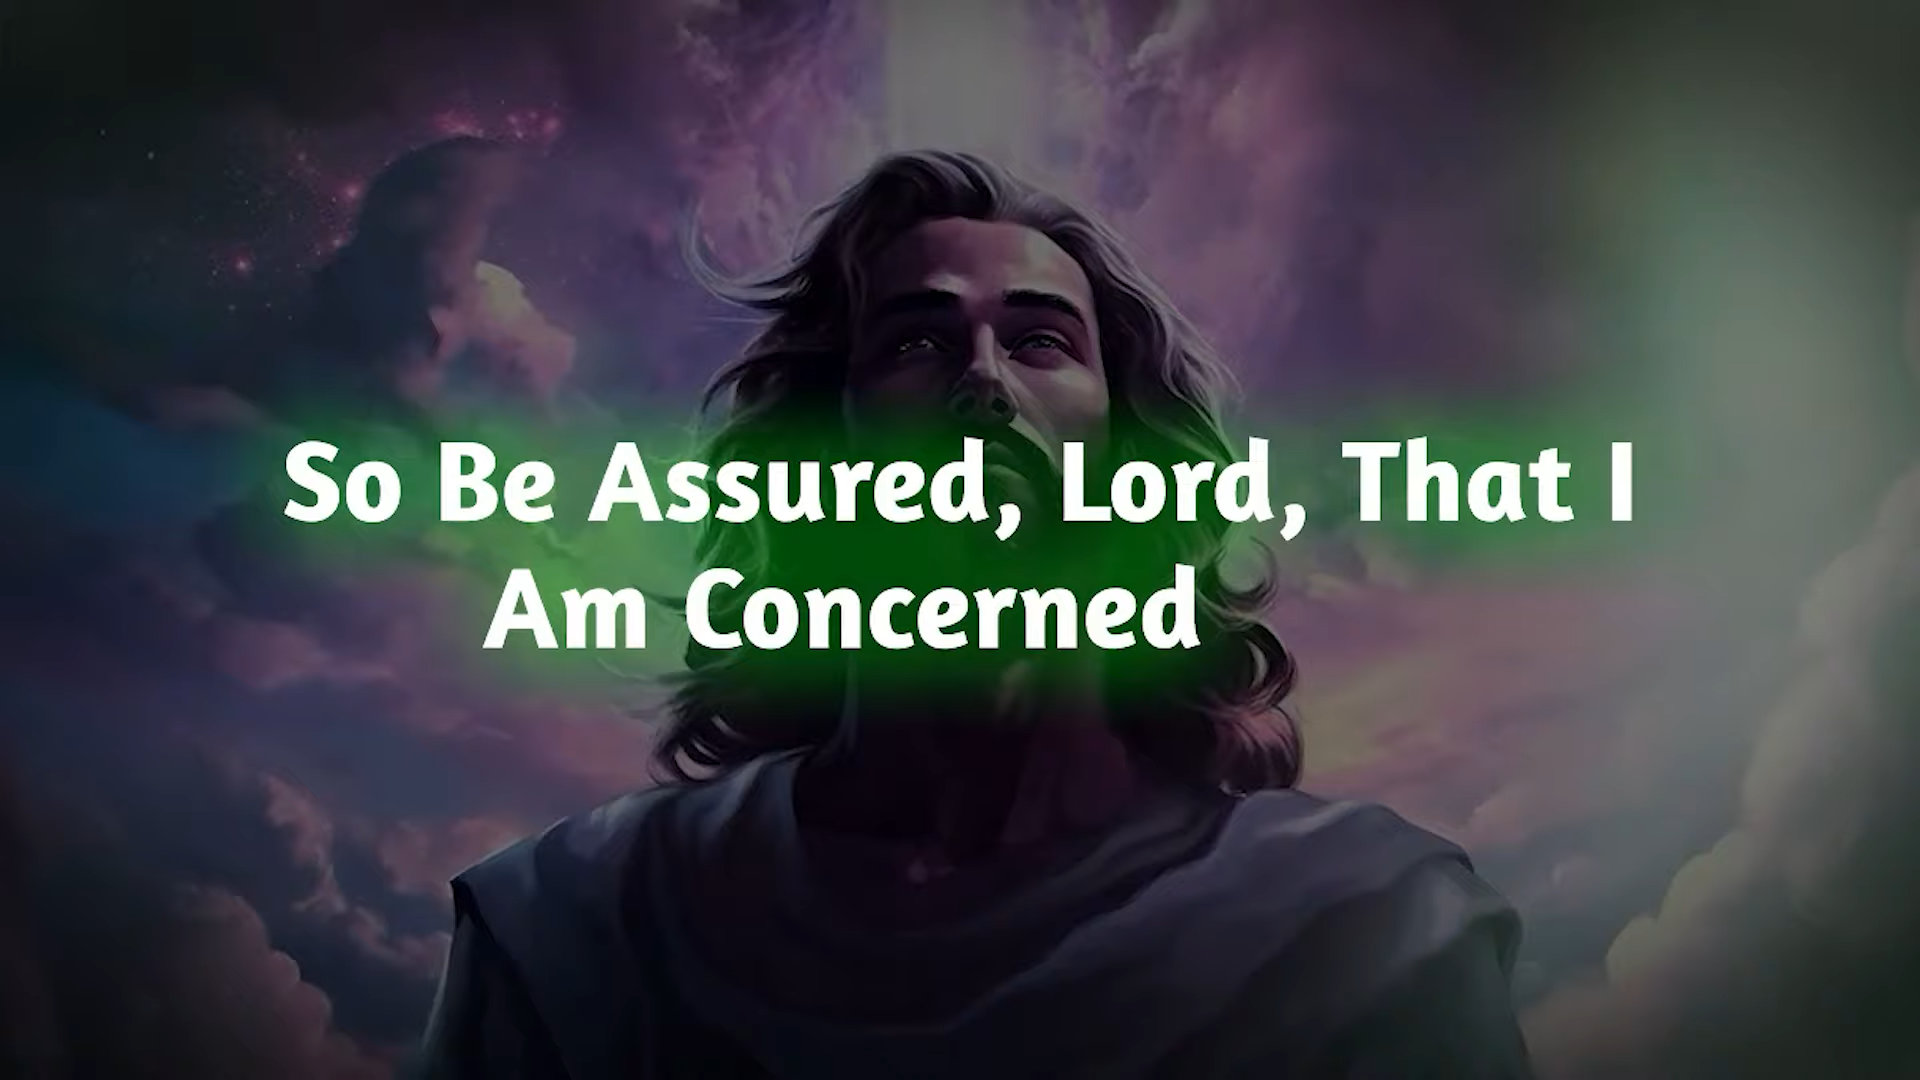 So Be Assured, Lord, That I
Am Concerned